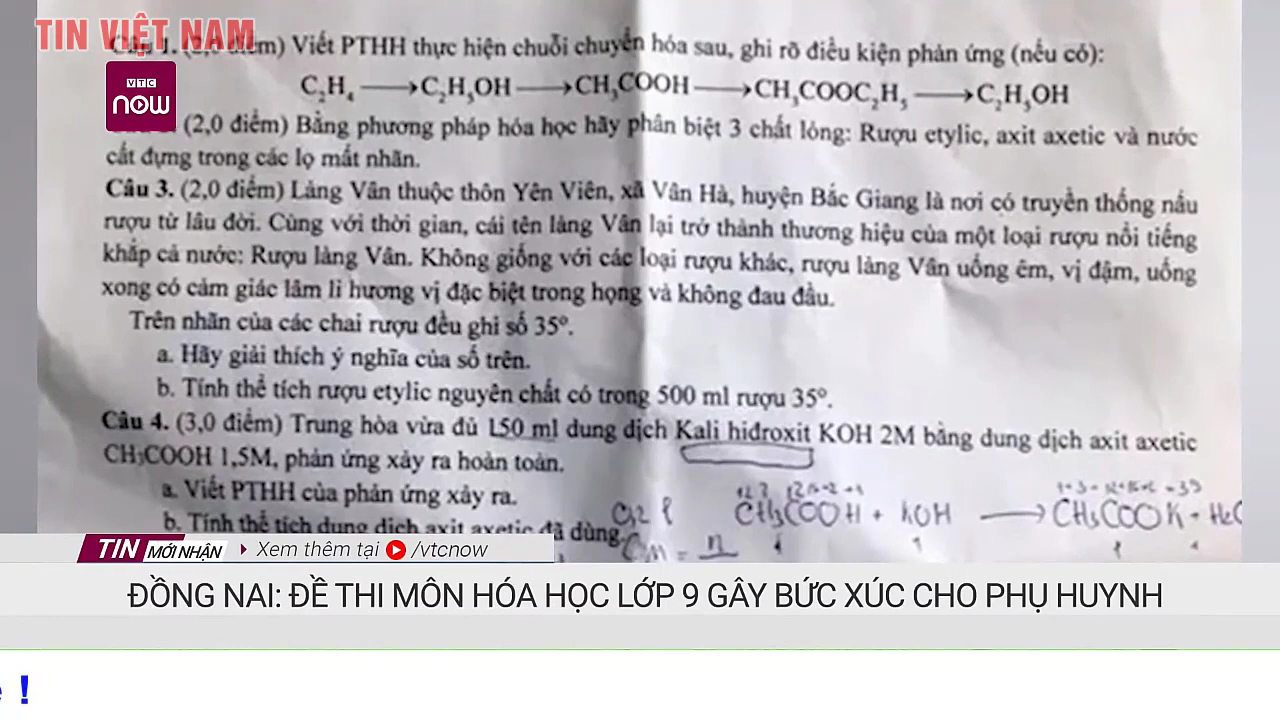 TIN VIỆT NAM
điểm) Viết PTHH thực hiện chuỗi chuyển hóa sau, ghi rõ điều kiện phản ứng (nếu có):
C₂H₄ ⟶ C₂H₅OH ⟶ CH₃COOH ⟶ CH₃COOC₂H₅ ⟶ C₂H₅OH
VTC
now
(2,0 điểm) Bằng phương pháp hóa học hãy phân biệt 3 chất lỏng: Rượu etylic, axit axetic và nước
cất đựng trong các lọ mất nhãn.
Câu 3. (2,0 điểm) Làng Vân thuộc thôn Yên Viên, xã Vân Hà, huyện Bắc Giang là nơi có truyền thống nấu
rượu từ lâu đời. Cùng với thời gian, cái tên làng Vân lại trở thành thương hiệu của một loại rượu nổi tiếng
khắp cả nước: Rượu làng Vân. Không giống với các loại rượu khác, rượu làng Vân uống êm, vị đậm, uống
xong có cảm giác lâm li hương vị đặc biệt trong họng và không đau đầu.
Trên nhãn của các chai rượu đều ghi số 35º.
a. Hãy giải thích ý nghĩa của số trên.
b. Tính thể tích rượu etylic nguyên chất có trong 500 ml rượu 35º.
Câu 4. (3,0 điểm) Trung hòa vừa đủ 150 ml dung dịch Kali hiđroxit KOH 2M bằng dung dịch axit axetic
CH₃COOH 1,5M, phản ứng xảy ra hoàn toàn.
a. Viết PTHH của phản ứng xảy ra.
b. Tính thể tích dung dịch axit axetic đã dùng.
CH₃COOH + KOH ⟶ CH₃COOK +
TIN MỚI NHẬN Xem thêm tại /vtcnow
ĐỒNG NAI: ĐỀ THI MÔN HÓA HỌC LỚP 9 GÂY BỨC XÚC CHO PHỤ HUYNH
!